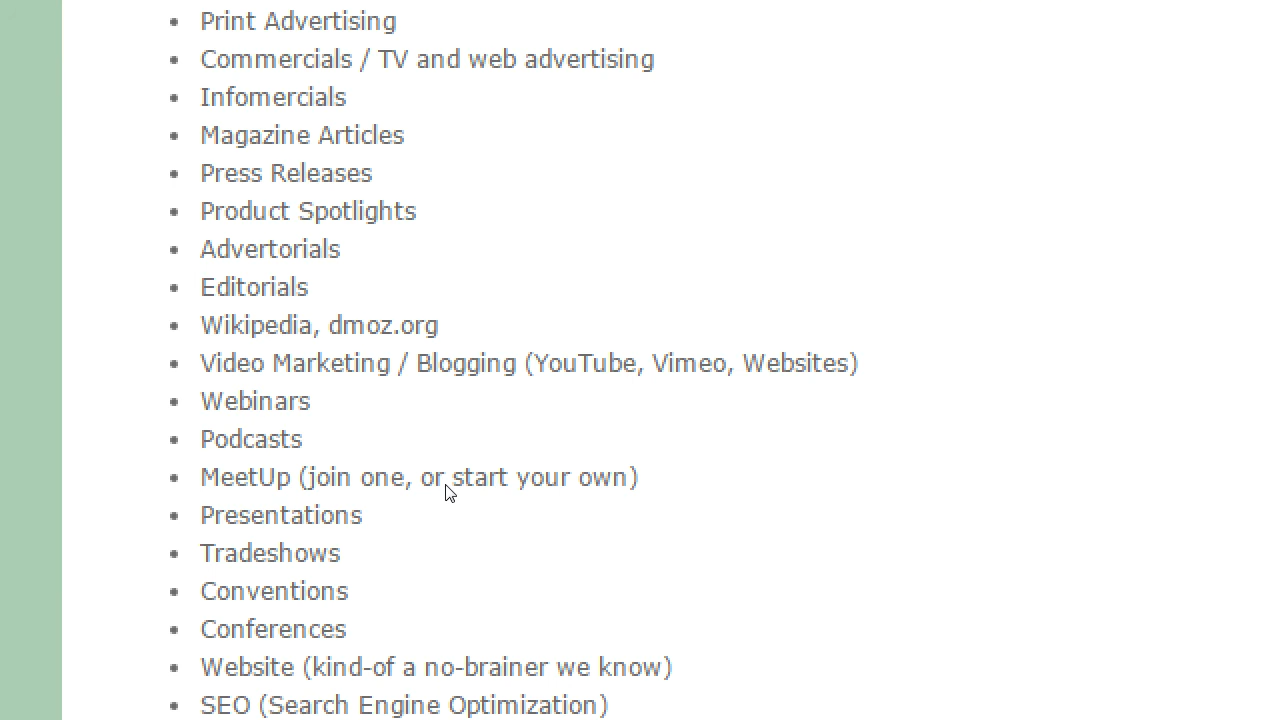 • Print Advertising
• Commercials / TV and web advertising
• Infomercials
• Magazine Articles
• Press Releases
• Product Spotlights
• Advertorials
• Editorials
• Wikipedia, dmoz.org
• Video Marketing / Blogging (YouTube, Vimeo, Websites)
• Webinars
• Podcasts
• MeetUp (join one, or start your own)
• Presentations
• Tradeshows
• Conventions
• Conferences
• Website (kind-of a no-brainer we know)
• SEO (Search Engine Optimization)